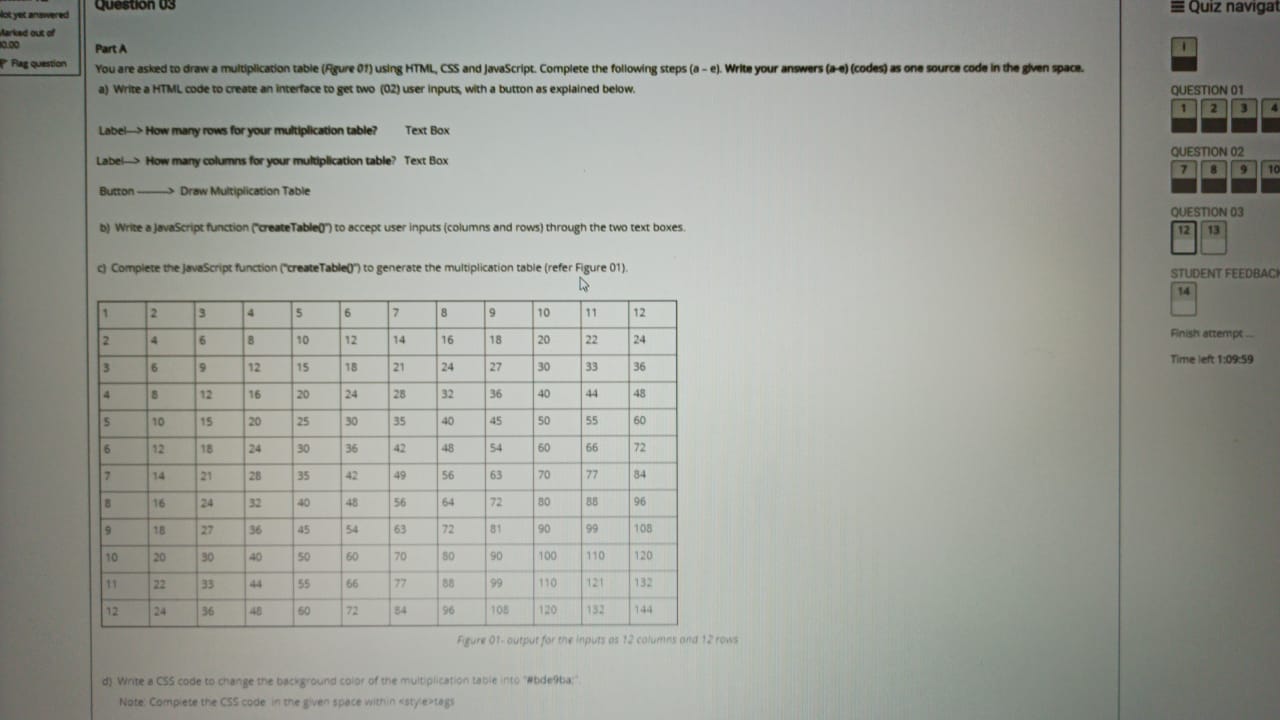 Not yet answered
Marked out of
Flag question
Question 03
Part A
You are asked to draw a multiplication table (Figure 01) using HTML, CSS and JavaScript. Complete the following steps (a – e). Write your answers (a-e) (codes) as one source code in the given space.
a) Write a HTML code to create an interface to get two (02) user inputs, with a button as explained below.
Label---> How many rows for your multiplication table? Text Box
Label---> How many columns for your multiplication table? Text Box
Button --------> Draw Multiplication Table
b) Write a JavaScript function ("createTable()") to accept user inputs (columns and rows) through the two text boxes.
c) Complete the JavaScript function ("createTable()") to generate the multiplication table (refer Figure 01).
1 2 3 4 5 6 7 8 9 10 11 12
2 4 6 8 10 12 14 16 18 20 22 24
3 6 9 12 15 18 21 24 27 30 33 36
4 8 12 16 20 24 28 32 36 40 44 48
5 10 15 20 25 30 35 40 45 50 55 60
6 12 18 24 30 36 42 48 54 60 66 72
7 14 21 28 35 42 49 56 63 70 77 84
8 16 24 32 40 48 56 64 72 80 88 96
9 18 27 36 45 54 63 72 81 90 99 108
10 20 30 40 50 60 70 80 90 100 110 120
11 22 33 44 55 66 77 88 99 110 121 132
12 24 36 48 60 72 84 96 108 120 132 144
Figure 01- output for the inputs as 12 columns and 12 rows
d) Write a CSS code to change the background color of the multiplication table into "#bde9ba;".
Note: Complete the CSS code in the given space within <style>tags
Quiz navigat
i
QUESTION 01
1 2 3 4
QUESTION 02
7 8 9 10
QUESTION 03
12 13
STUDENT FEEDBACK
14
Finish attempt ...
Time left 1:09:59